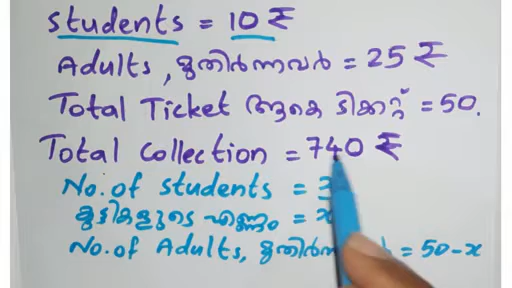 students = 10 ₹
Adults, മുതിർന്നവർ = 25 ₹
Total Ticket ആകെ ടിക്കറ്റ് = 50.
Total Collection = 740 ₹
No. of students =
കുട്ടികളുടെ എണ്ണം = x
No. of Adults, = 50-x